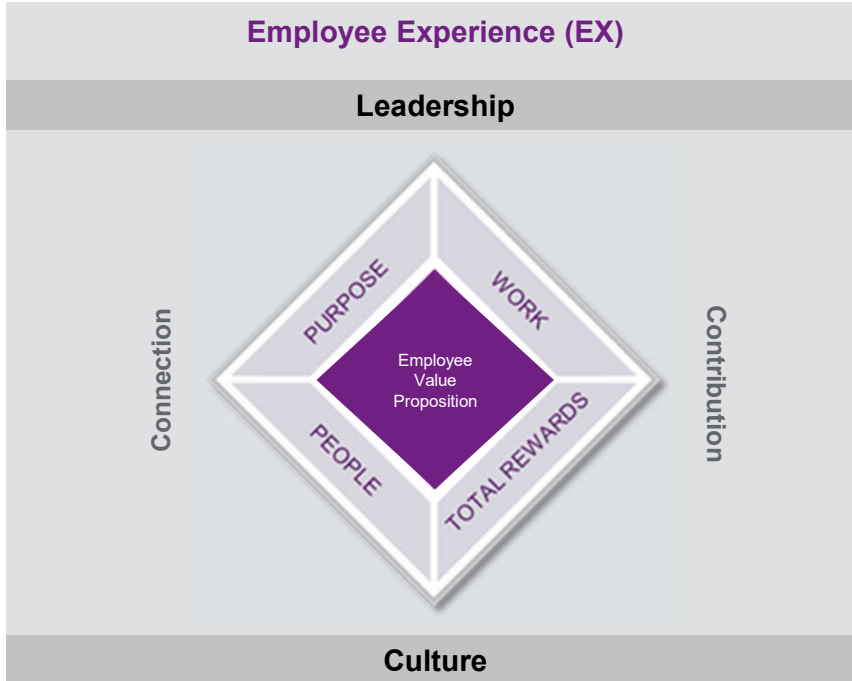 Employee Experience (EX)
Leadership
PURPOSE
WORK
Connection
Employee
Value
Proposition
Contribution
PEOPLE
TOTAL REWARDS
Culture